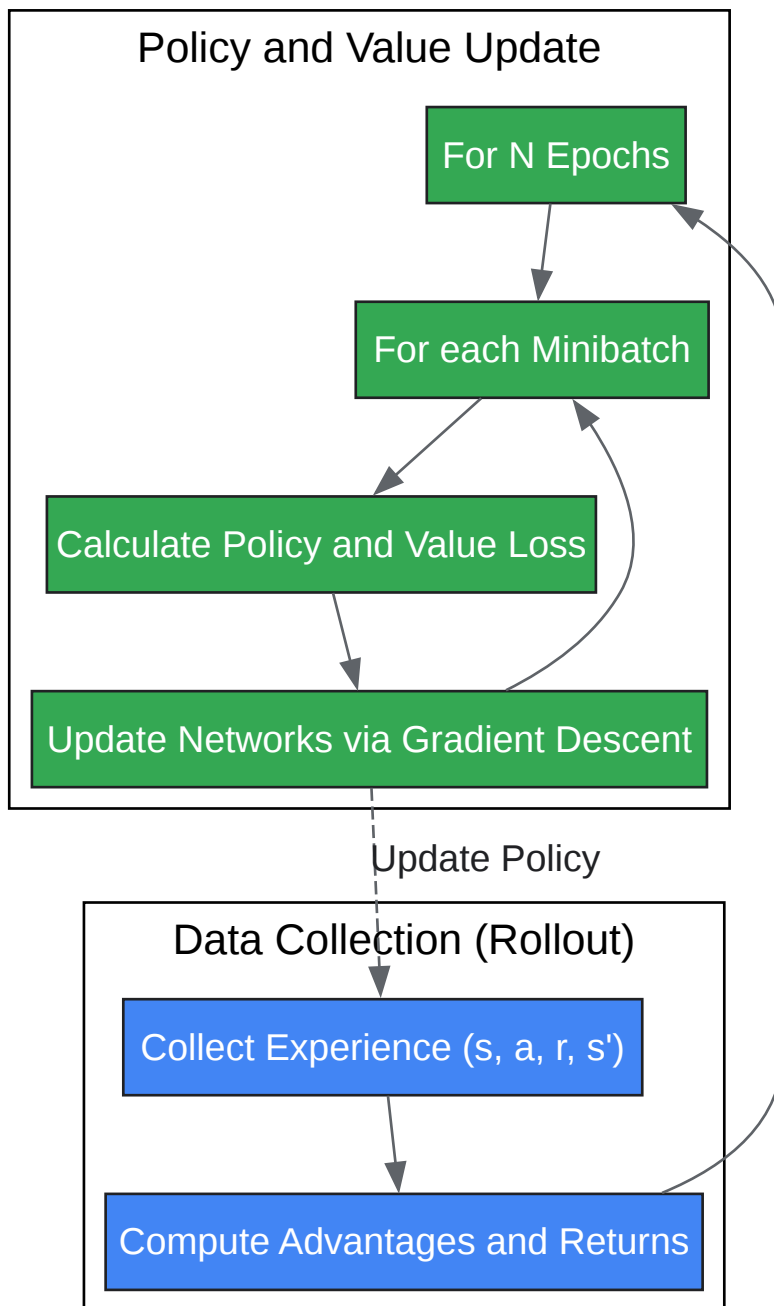 Policy and Value Update
For N Epochs
For each Minibatch
Calculate Policy and Value Loss
Update Networks via Gradient Descent
Update Policy
Data Collection (Rollout)
Collect Experience (s, a, r, s')
Compute Advantages and Returns